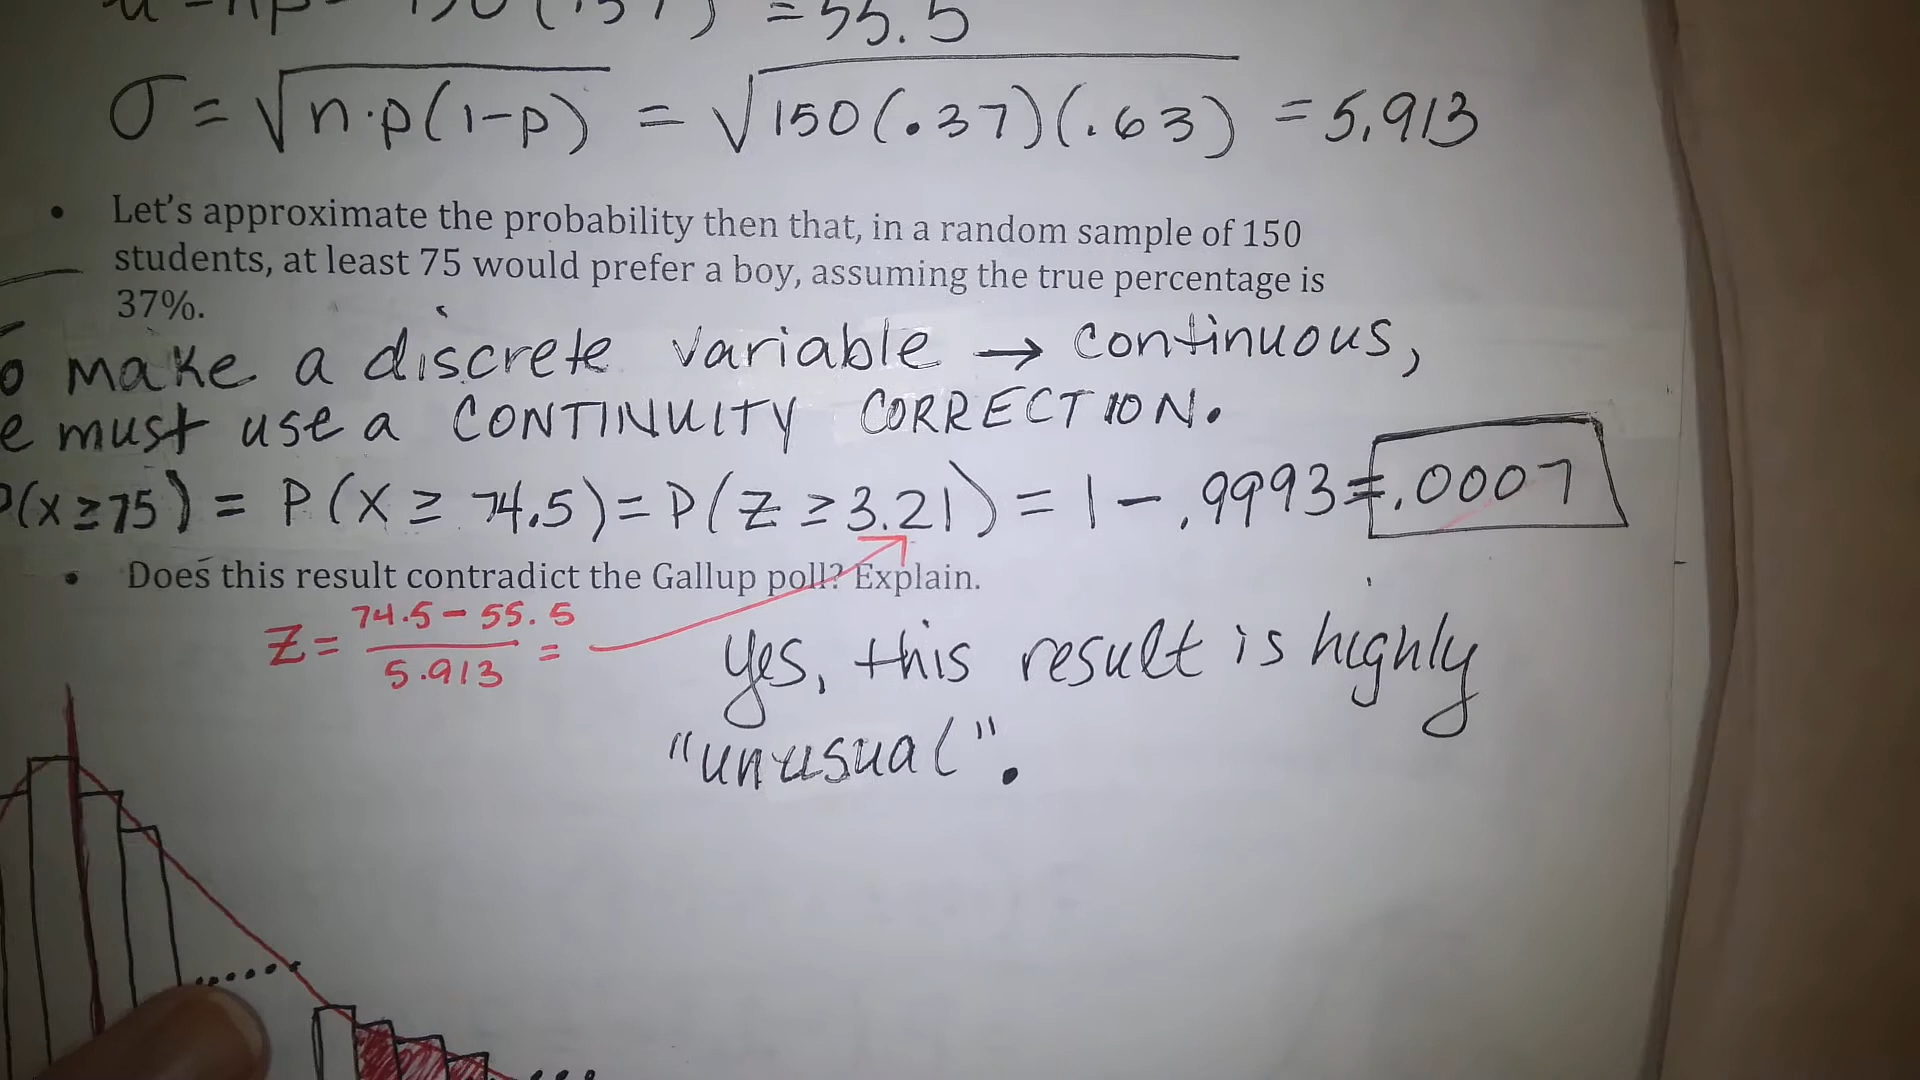 = 55.5
σ = √n·p(1-p) = √150(.37)(.63) = 5.913
• Let's approximate the probability then that, in a random sample of 150
students, at least 75 would prefer a boy, assuming the true percentage is
37%.
make a discrete variable → continuous,
must use a CONTINUITY CORRECTION.
(X ≥ 75) = P(X ≥ 74.5) = P(Z ≥ 3.21) = 1 - .9993 = .0007
• Does this result contradict the Gallup poll? Explain.
Z = 74.5 - 55.5 / 5.913 =
Yes, this result is highly
"unusual".